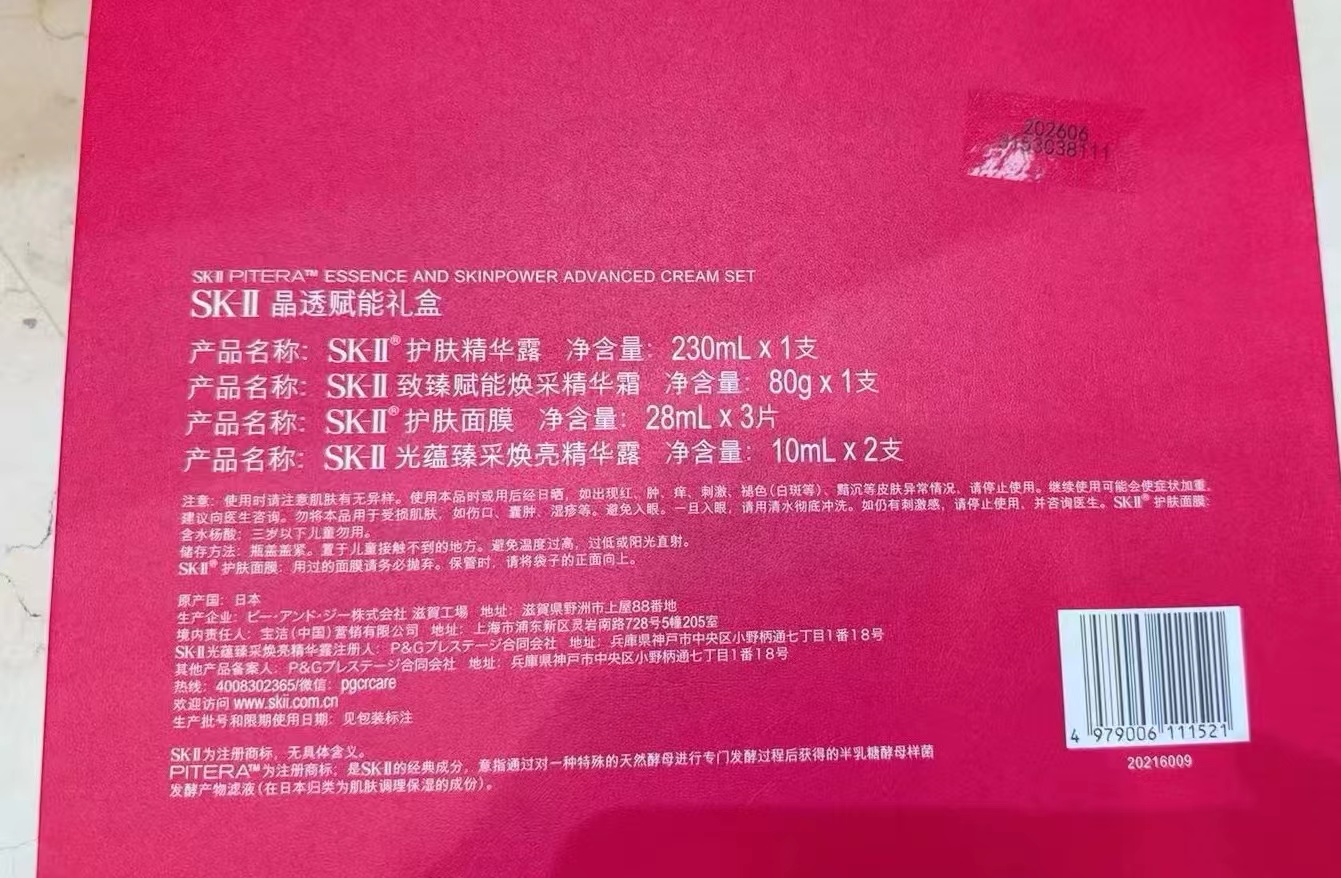 202606
3153038111
SK-II PITERA™ ESSENCE AND SKINPOWER ADVANCED CREAM SET
SK-II 晶透赋能礼盒
产品名称：SK-II® 护肤精华露 净含量：230mL x 1支
产品名称：SK-II 致臻赋能焕采精华霜 净含量：80g x 1支
产品名称：SK-II® 护肤面膜 净含量：28mL x 3片
产品名称：SK-II 光蕴臻采焕亮精华露 净含量：10mL x 2支
注意：使用时请注意肌肤有无异样。使用本品时或用后经日晒，如出现红、肿、痒、刺激、褪色（白斑等）、黯沉等皮肤异常情况，请停止使用。继续使用可能会使症状加重，
建议向医生咨询。勿将本品用于受损肌肤，如伤口、囊肿、湿疹等。避免入眼。一旦入眼，请用清水彻底冲洗。如仍有刺激感，请停止使用，并咨询医生。SK-II® 护肤面膜：
含水杨酸；三岁以下儿童勿用。
储存方法：瓶盖盖紧。置于儿童接触不到的地方。避免温度过高，过低或阳光直射。
SK-II® 护肤面膜：用过的面膜请务必抛弃。保管时，请将袋子的正面向上。
原产国：日本
生产企业：ピー・アンド・ジー株式会社 滋賀工場 地址：滋賀県野洲市上屋88番地
境内责任人：宝洁（中国）营销有限公司 地址：上海市浦东新区灵岩南路728号5幢205室
SK-II光蕴臻采焕亮精华露注册人：P&Gプレステージ合同会社 地址：兵庫県神戸市中央区小野柄通七丁目1番18号
其他产品备案人：P&Gプレステージ合同会社 地址：兵庫県神戸市中央区小野柄通七丁目1番18号
热线：4008302365/微信：pgcrcare
欢迎访问 www.skii.com.cn
生产批号和限期使用日期：见包装标注
SK-II为注册商标，无具体含义。
PITERA™为注册商标；是SK-II的经典成分，意指通过对一种特殊的天然酵母进行专门发酵过程后获得的半乳糖酵母样菌
发酵产物滤液（在日本归类为肌肤调理保湿的成份）。
4 979006 111521
20216009